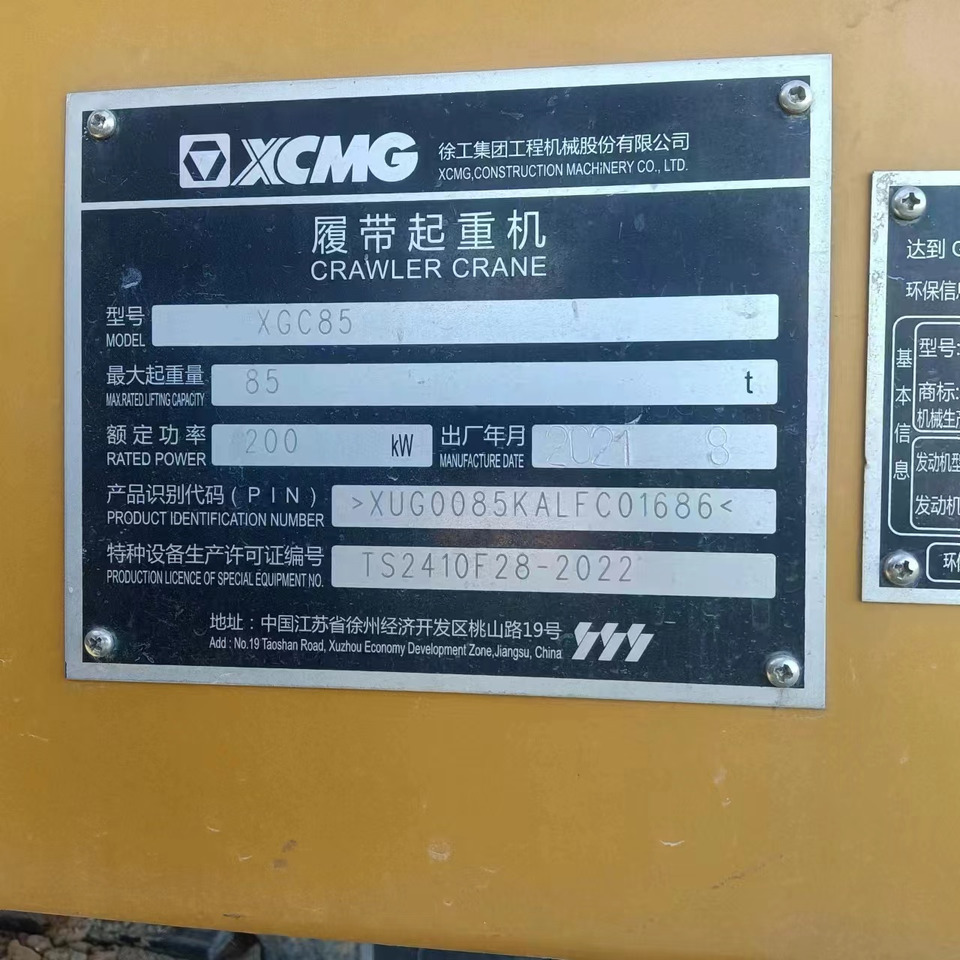 XCMG 徐工集团工程机械股份有限公司
XCMG,CONSTRUCTION MACHINERY CO., LTD.
履带起重机
CRAWLER CRANE
型号 XGC85
MODEL
最大起重量 85 t
MAX.RATED LIFTING CAPACITY
额定功率 200 kW 出厂年月 2021 8
RATED POWER MANUFACTURE DATE
产品识别代码(PIN) >XUG0085KALFC01686<
PRODUCT IDENTIFICATION NUMBER
特种设备生产许可证编号 TS2410F28-2022
PRODUCTION LICENCE OF SPECIAL EQUIPMENT NO.
地址：中国江苏省徐州经济开发区桃山路19号
Add : No.19 Taoshan Road, Xuzhou Economy Development Zone,Jiangsu, China
达到 G
环保信息
基本信息
型号:
商标:
机械生产
发动机型
发动机
环保